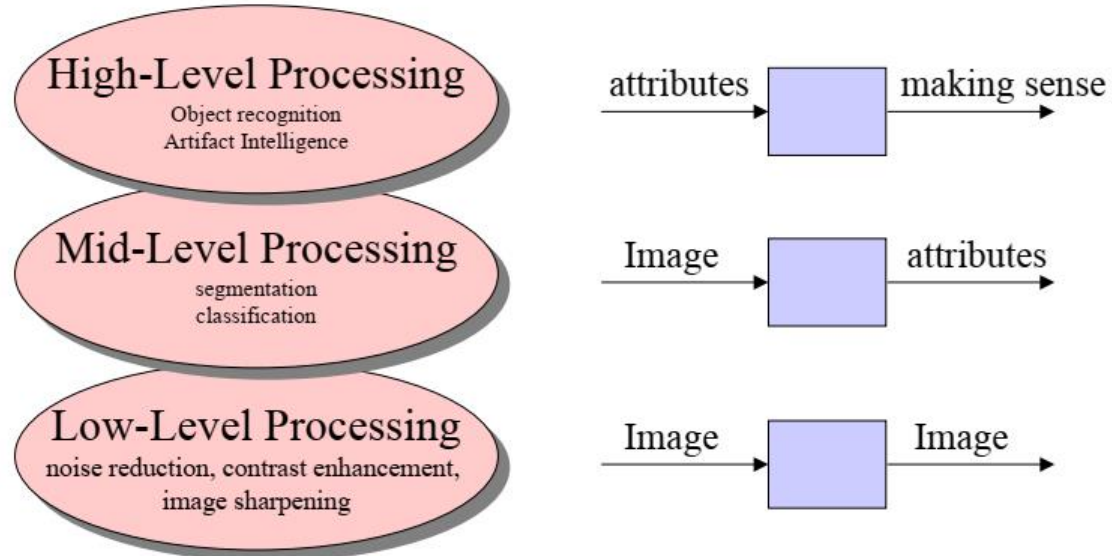 High-Level Processing
Object recognition
Artifact Intelligence
attributes
making sense
Mid-Level Processing
segmentation
classification
Image
attributes
Low-Level Processing
noise reduction, contrast enhancement,
image sharpening
Image
Image